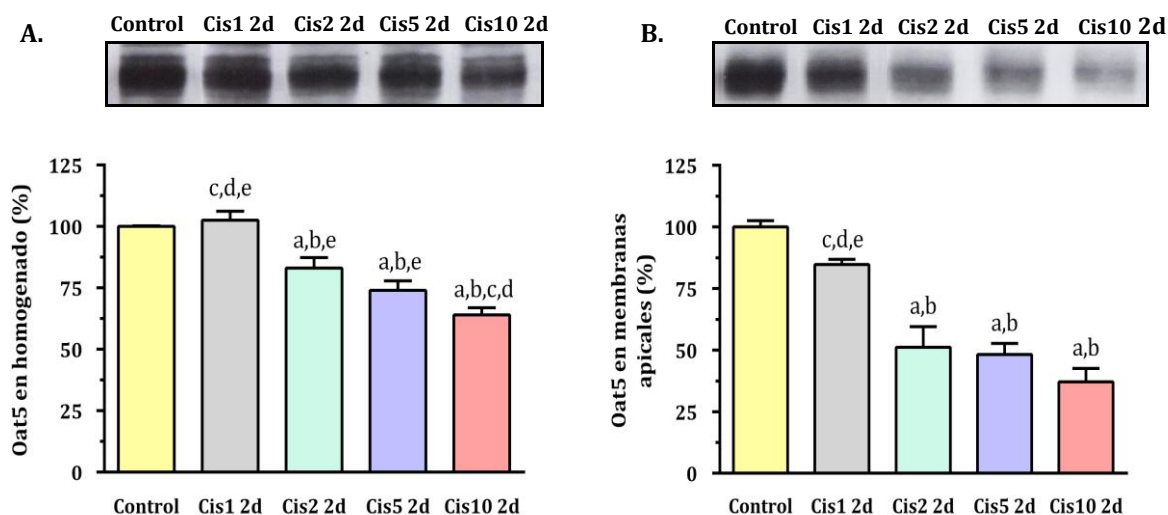 A.
Control Cis1 2d Cis2 2d Cis5 2d Cis10 2d
Oat5 en homogenado (%)
125
100
75
50
25
0
c,d,e
a,b,e
a,b,e
a,b,c,d
Control Cis1 2d Cis2 2d Cis5 2d Cis10 2d
B.
Control Cis1 2d Cis2 2d Cis5 2d Cis10 2d
Oat5 en membranas
apicales (%)
125
100
75
50
25
0
c,d,e
a,b
a,b
a,b
Control Cis1 2d Cis2 2d Cis5 2d Cis10 2d